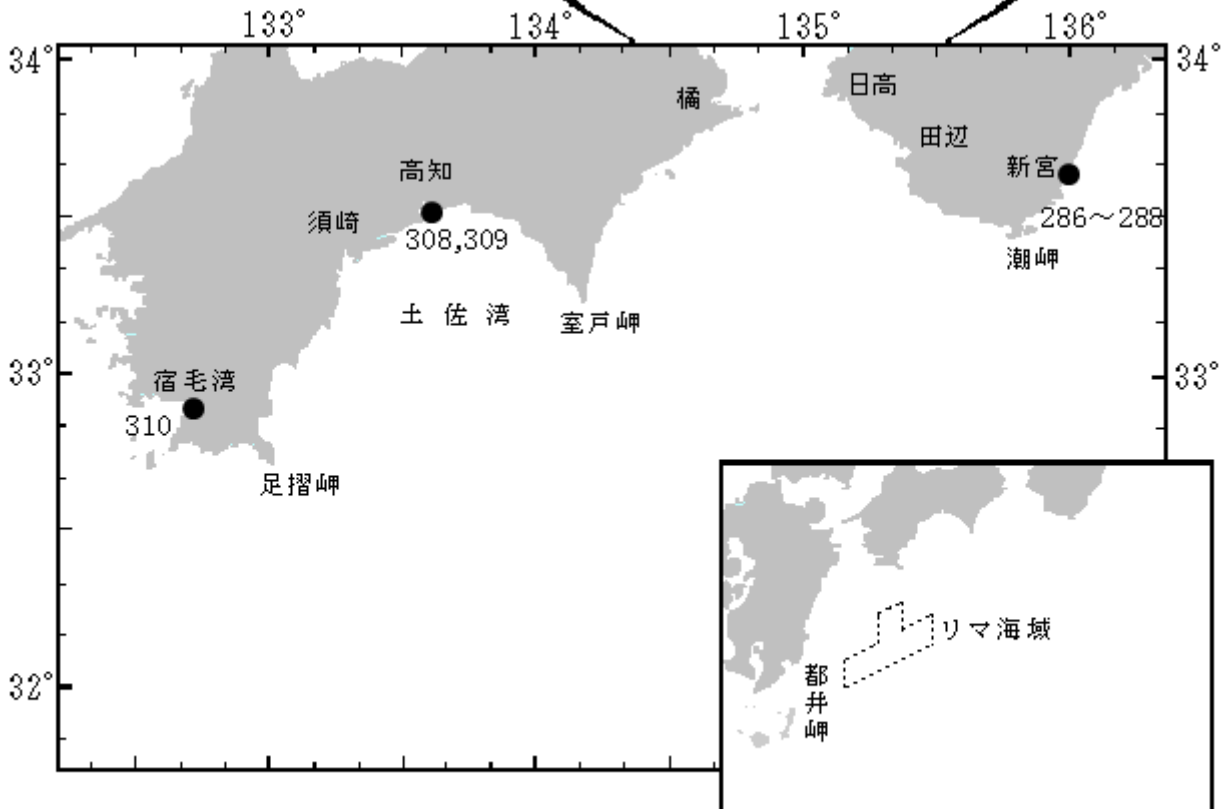 133° 134° 135° 136°
34° 34°
橘 日高
田辺
高知 新宮
須崎 286～288
308,309 潮岬
土佐湾 室戸岬
33° 33°
宿毛湾
310
足摺岬
リマ海域
都井岬
32°